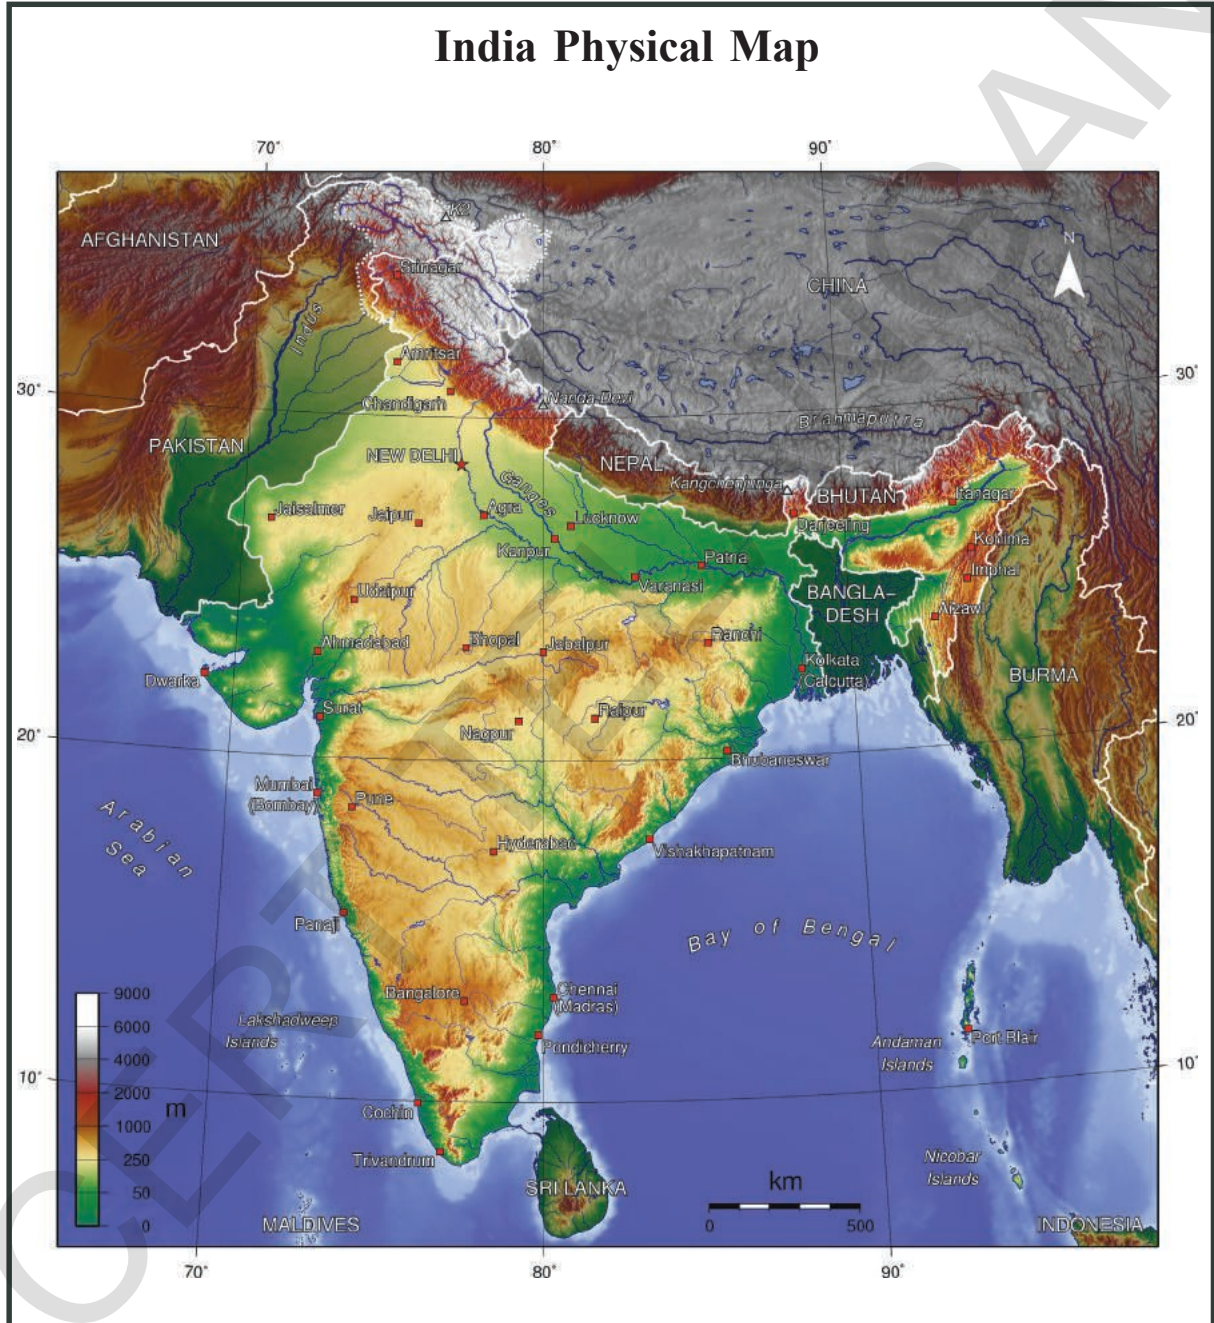 India Physical Map
70°
80°
90°
K2
AFGHANISTAN
N
Srinagar
CHINA
Indus
Amritsar
30°
30°
Chandigarh
Nanda Devi
Brahmaputra
PAKISTAN
NEW DELHI
NEPAL
Ganges
Kangchenjunga
BHUTAN
Itanagar
Jaisalmer
Jaipur
Agra
Lucknow
Darjeeling
Kanpur
Kohima
Patna
Imphal
Varanasi
Udaipur
BANGLA-
DESH
Aizawl
Ahmadabad
Bhopal
Jabalpur
Ranchi
Dwarka
Kolkata
(Calcutta)
BURMA
Surat
Raipur
Nagpur
20°
20°
Bhubaneswar
Mumbai
(Bombay)
Pune
Arabian
Sea
Hyderabad
Vishakhapatnam
Panaji
Bay of Bengal
Bangalore
Chennai
(Madras)
9000
6000
4000
2000
1000
250
50
0
m
Lakshadweep
Islands
Pondicherry
Andaman
Islands
Port Blair
10°
10°
Cochin
Trivandrum
Nicobar
Islands
SRI LANKA
km
0
500
MALDIVES
INDONESIA
70°
80°
90°